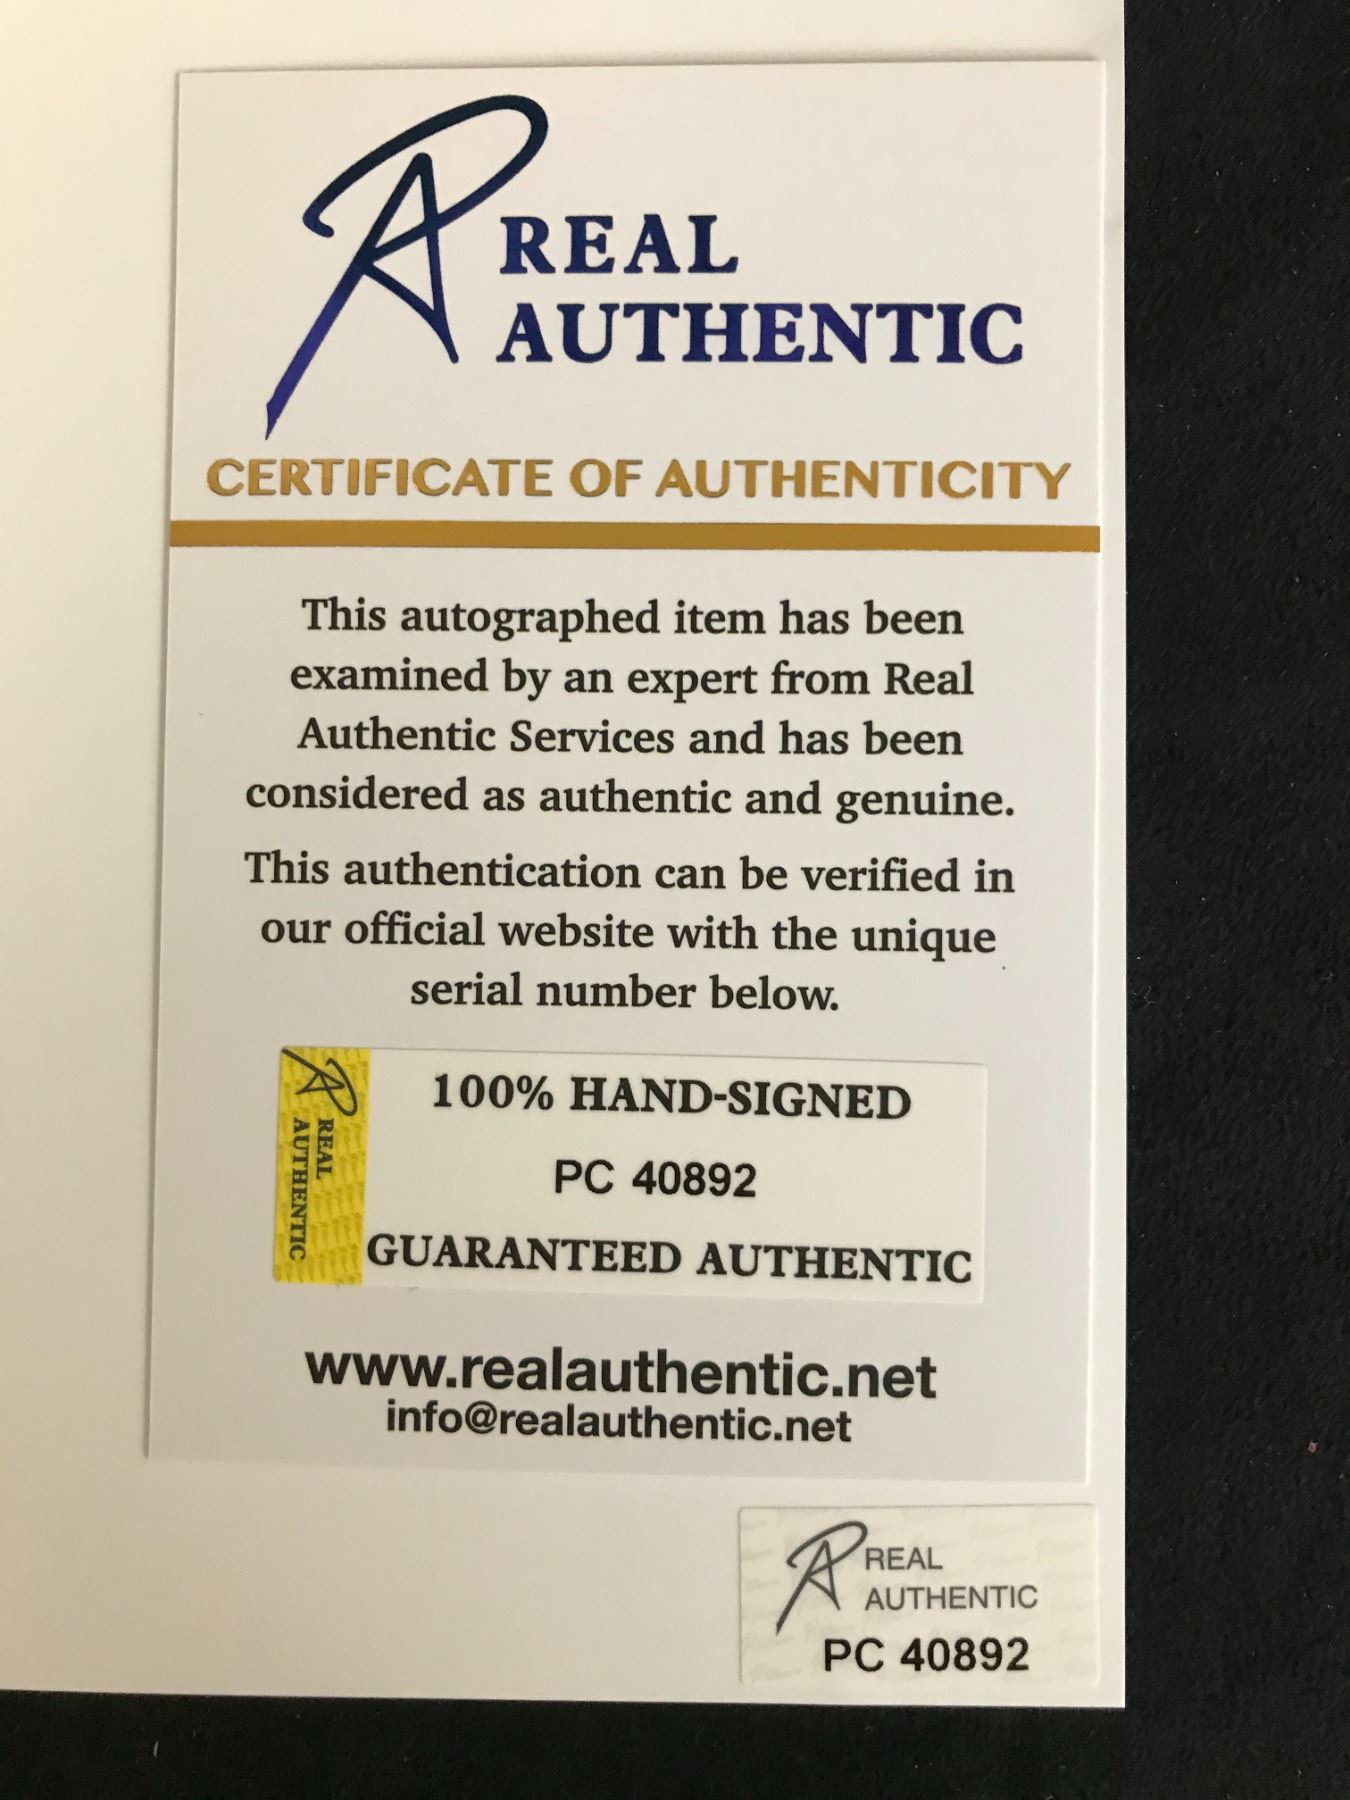 REAL
AUTHENTIC
CERTIFICATE OF AUTHENTICITY
This autographed item has been
examined by an expert from Real
Authentic Services and has been
considered as authentic and genuine.
This authentication can be verified in
our official website with the unique
serial number below.
REAL
AUTHENTIC
100% HAND-SIGNED
PC 40892
GUARANTEED AUTHENTIC
www.realauthentic.net
info@realauthentic.net
REAL
AUTHENTIC
PC 40892